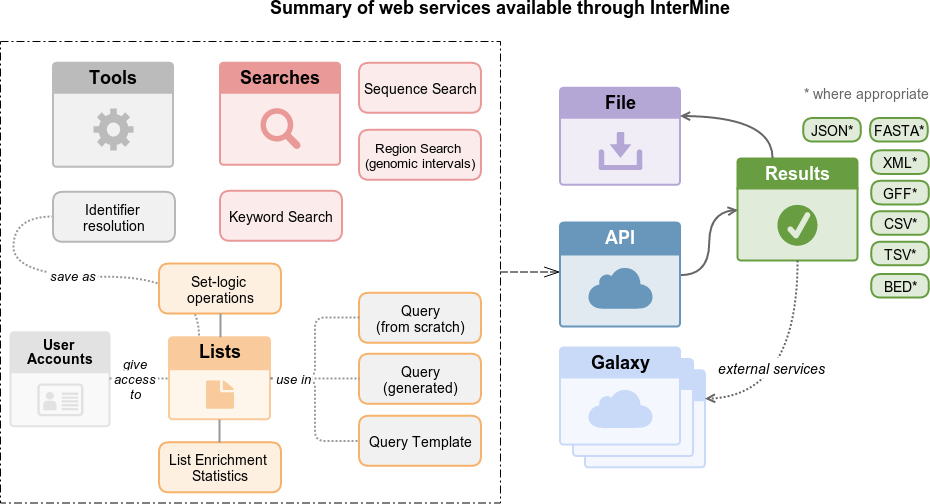 Summary of web services available through InterMine
Tools
Searches
Sequence Search
Region Search
(genomic intervals)
Identifier
resolution
Keyword Search
save as
Set-logic
operations
User
Accounts
give
access
to
Lists
use in
Query
(from scratch)
Query
(generated)
Query Template
List Enrichment
Statistics
File
API
Galaxy
external services
Results
* where appropriate
JSON*
FASTA*
XML*
GFF*
CSV*
TSV*
BED*